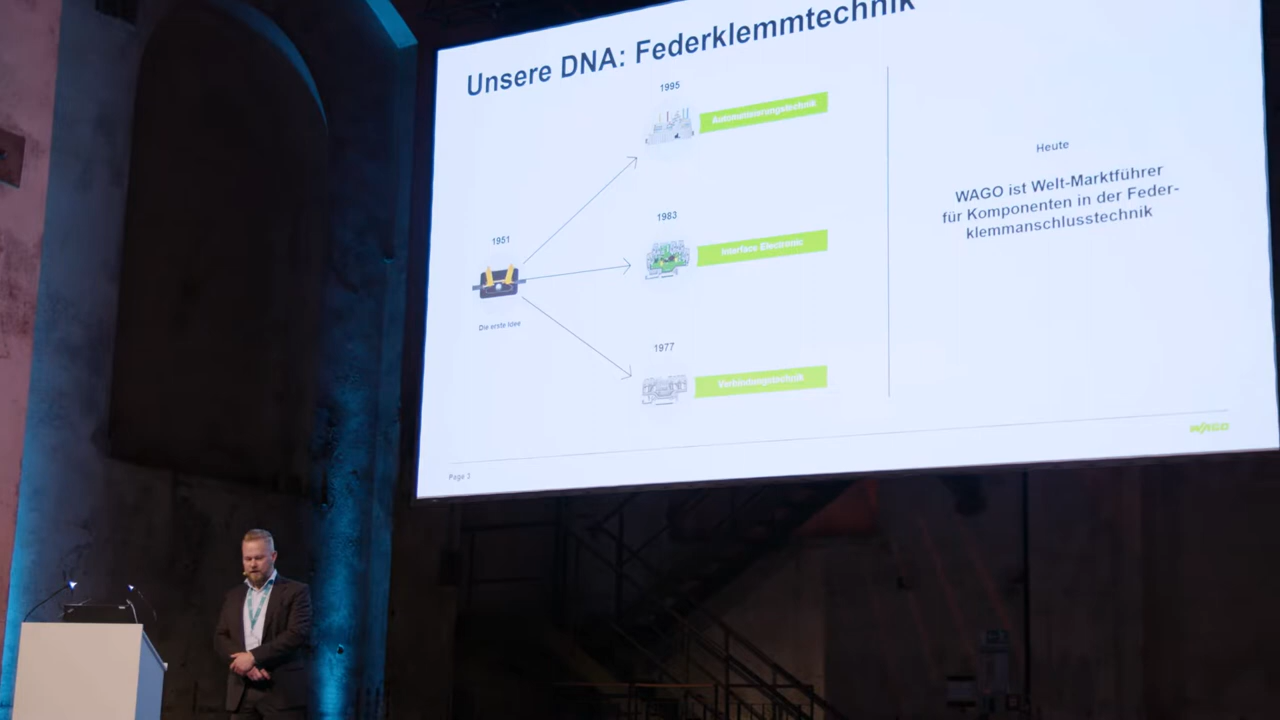 Unsere DNA: Federklemmtechnik
1995
Automatisierungstechnik
1983
Interface Electronic
1951
Die erste Idee
1977
Verbindungstechnik
Heute
WAGO ist Welt-Marktführer
für Komponenten in der Feder-
klemmanschlusstechnik
Page 3
WAGO